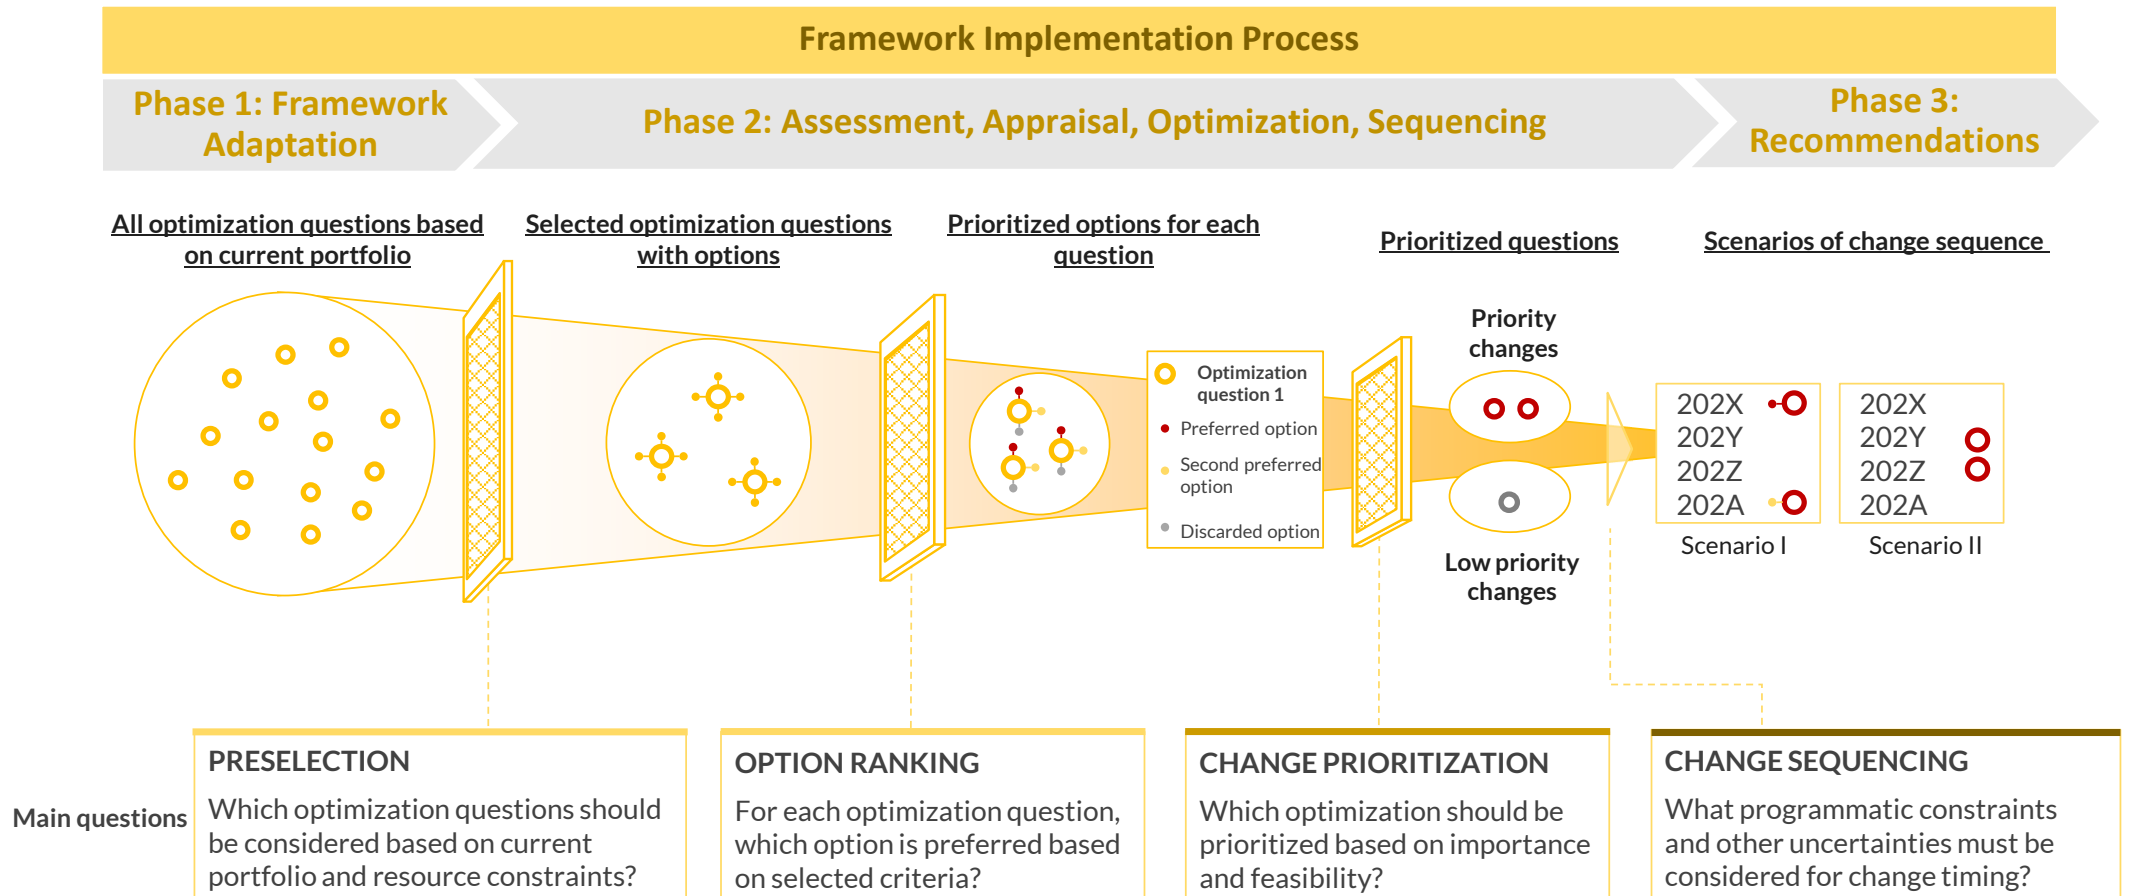 Framework Implementation Process
Phase 1: Framework
Adaptation
Phase 2: Assessment, Appraisal, Optimization, Sequencing
Phase 3:
Recommendations
All optimization questions based
on current portfolio
Selected optimization questions
with options
Prioritized options for each
question
Prioritized questions
Scenarios of change sequence
Optimization
question 1
Preferred option
Second preferred
option
Discarded option
Priority
changes
Low priority
changes
202X
202Y
202Z
202A
Scenario I
202X
202Y
202Z
202A
Scenario II
Main questions
PRESELECTION
Which optimization questions should
be considered based on current
portfolio and resource constraints?
OPTION RANKING
For each optimization question,
which option is preferred based
on selected criteria?
CHANGE PRIORITIZATION
Which optimization should be
prioritized based on importance
and feasibility?
CHANGE SEQUENCING
What programmatic constraints
and other uncertainties must be
considered for change timing?